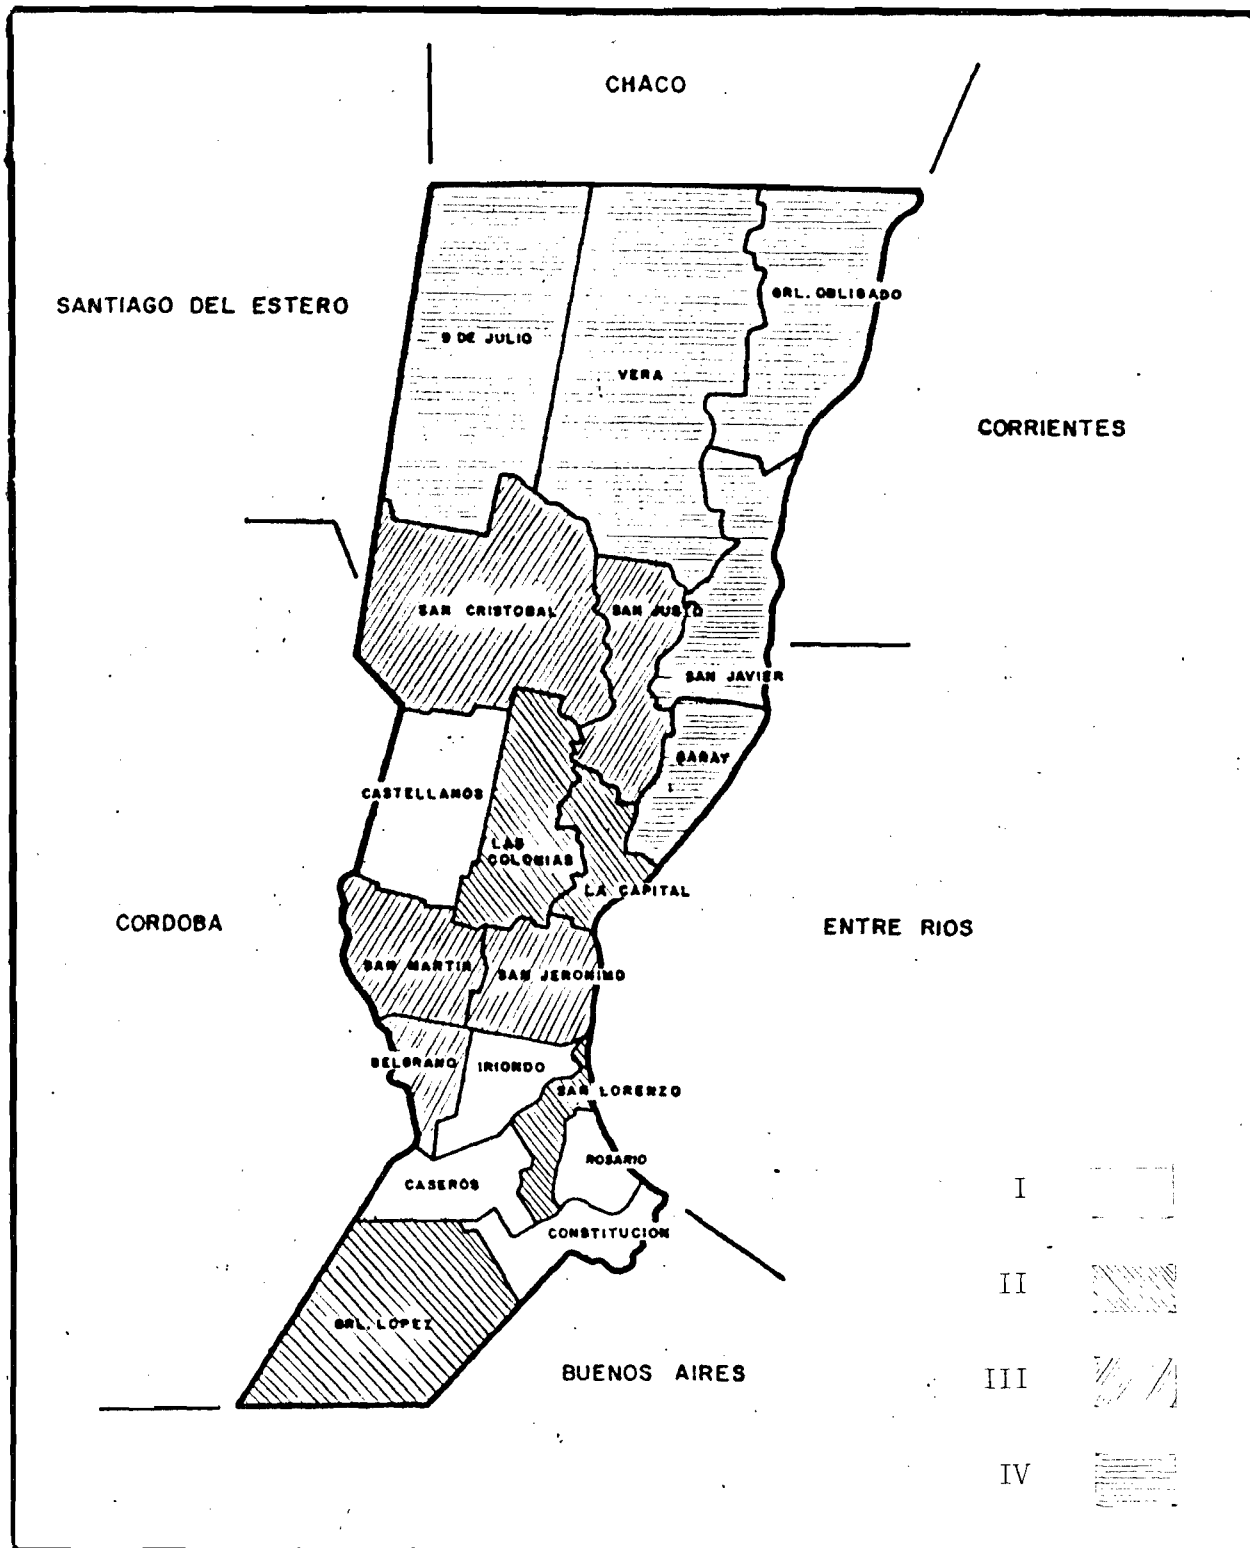 CHACO
SANTIAGO DEL ESTERO
9 DE JULIO
VERA
GRL. OBLIGADO
CORRIENTES
SAN CRISTOBAL
SAN JUSTO
SAN JAVIER
GARAY
CASTELLANOS
LAS
COLONIAS
LA CAPITAL
CORDOBA
ENTRE RIOS
SAN MARTIN
SAN JERONIMO
BELGRANO
IRIONDO
SAN LORENZO
ROSARIO
CASEROS
CONSTITUCION
GRL. LOPEZ
BUENOS AIRES
I
II
III
IV